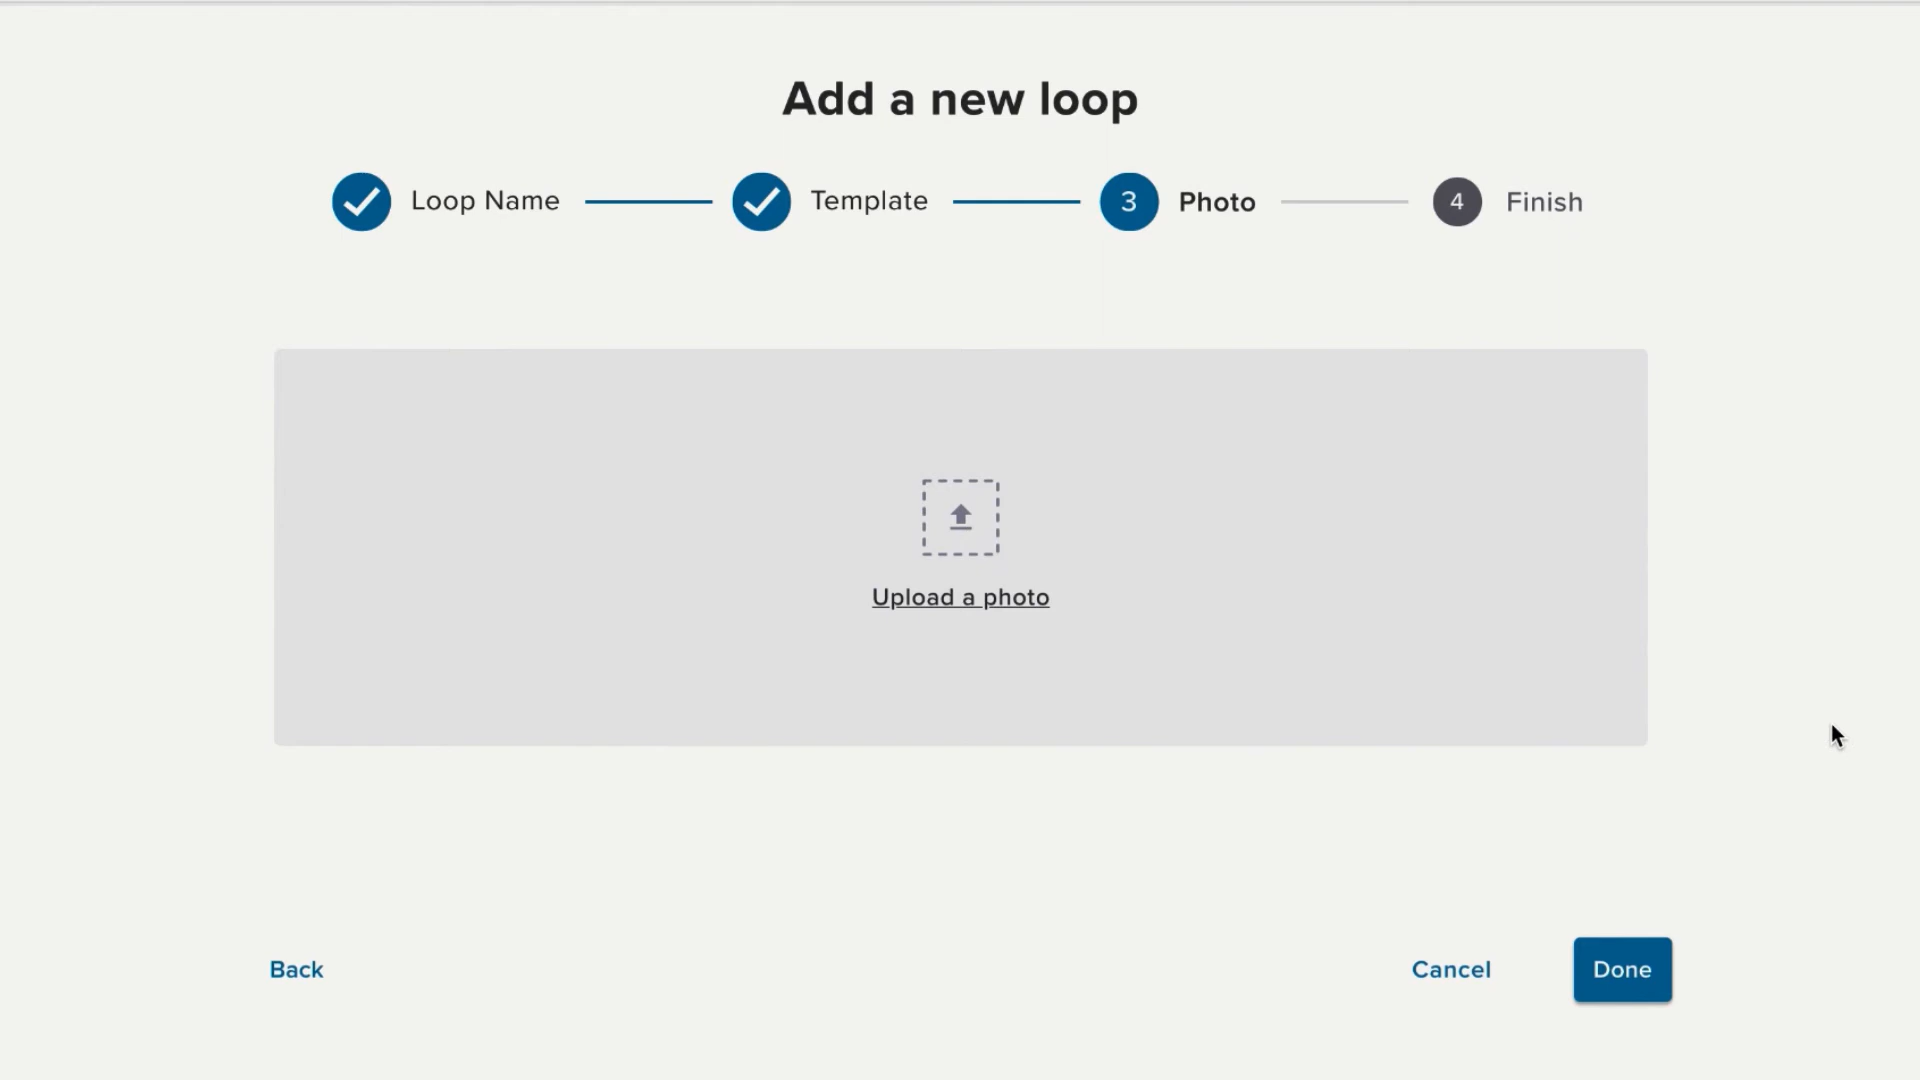 Add a new loop
Loop Name
Template
3 Photo
4 Finish
Upload a photo
Back
Cancel
Done